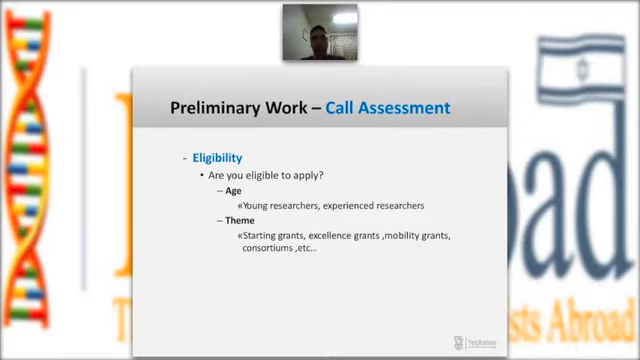 Preliminary Work – Call Assessment
- Eligibility
• Are you eligible to apply?
– Age
«Young researchers, experienced researchers
– Theme
«Starting grants, excellence grants ,mobility grants,
consortiums ,etc...
Technion
ists Abroad